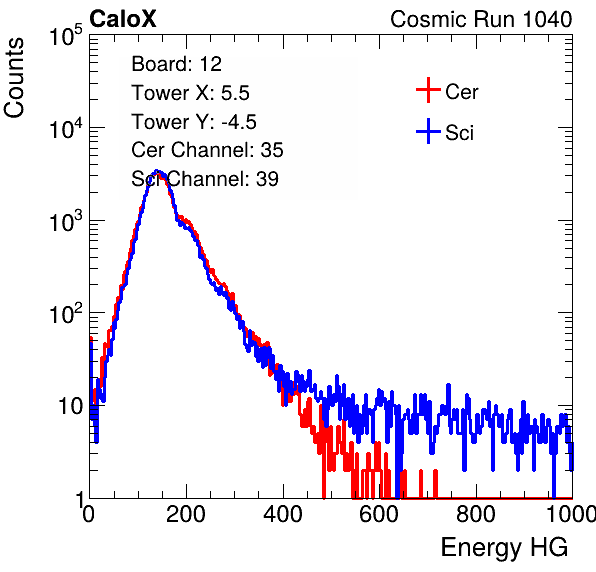 CaloX Cosmic Run 1040
Counts
10^5
10^4
10^3
10^2
10
1
Board: 12
Tower X: 5.5
Tower Y: -4.5
Cer Channel: 35
Sci Channel: 39
Cer
Sci
0 200 400 600 800 1000
Energy HG